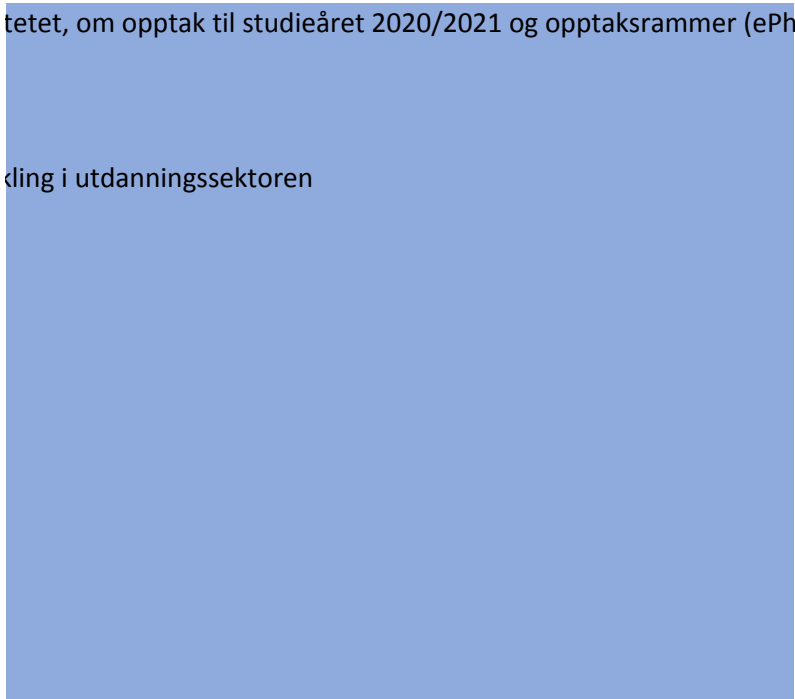 tetet, om opptak til studieåret 2020/2021 og opptaksrammer (ePh
kling i utdanningssektoren